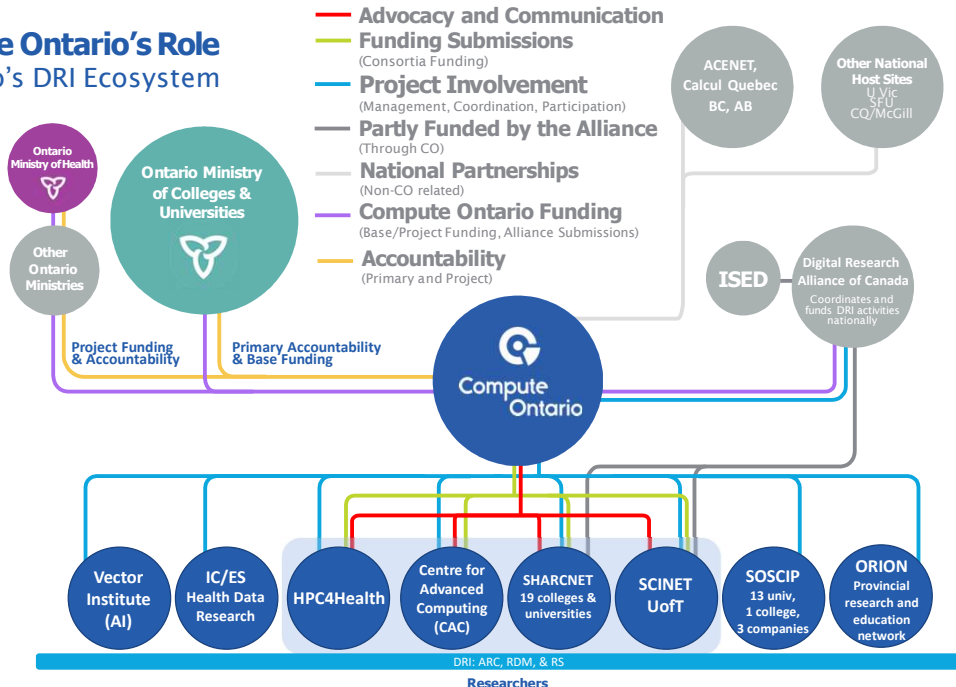 e Ontario's Role
o's DRI Ecosystem
Advocacy and Communication
Funding Submissions
(Consortia Funding)
Project Involvement
(Management, Coordination, Participation)
Partly Funded by the Alliance
(Through CO)
National Partnerships
(Non-CO related)
Compute Ontario Funding
(Base/Project Funding, Alliance Submissions)
Accountability
(Primary and Project)
ACENET,
Calcul Quebec
BC, AB
Other National
Host Sites
U Vic
SFU
CQ/McGill
Ontario
Ministry of Health
Ontario Ministry
of Colleges &
Universities
Other
Ontario
Ministries
ISED
Digital Research
Alliance of Canada
Coordinates and
funds DRI activities
nationally
Project Funding
& Accountability
Primary Accountability
& Base Funding
Compute
Ontario
Vector
Institute
(AI)
IC/ES
Health Data
Research
HPC4Health
Centre for
Advanced
Computing
(CAC)
SHARCNET
19 colleges &
universities
SCINET
UofT
SOSCIP
13 univ,
1 college,
3 companies
ORION
Provincial
research and
education
network
DRI: ARC, RDM, & RS
Researchers